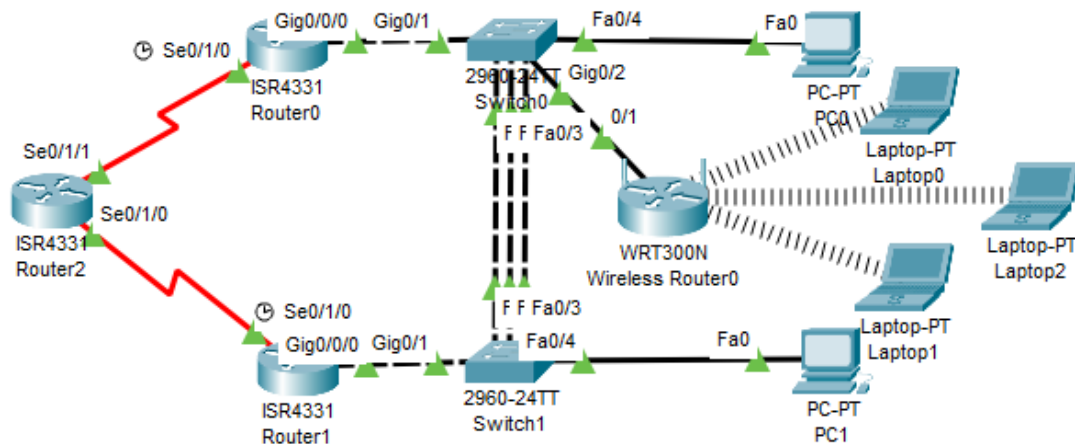 Gig0/0/0 Gig0/1
Fa0/4
Fa0
Se0/1/0
ISR4331
Router0
2960-24TT
Switch0
Gig0/2
PC-PT
PC0
F F Fa0/3
0/1
Laptop-PT
Laptop0
Se0/1/1
Se0/1/0
ISR4331
Router2
WRT300N
Wireless Router0
Laptop-PT
Laptop2
Se0/1/0
F F Fa0/3
Laptop-PT
Laptop1
Gig0/0/0 Gig0/1
Fa0/4
Fa0
ISR4331
Router1
2960-24TT
Switch1
PC-PT
PC1